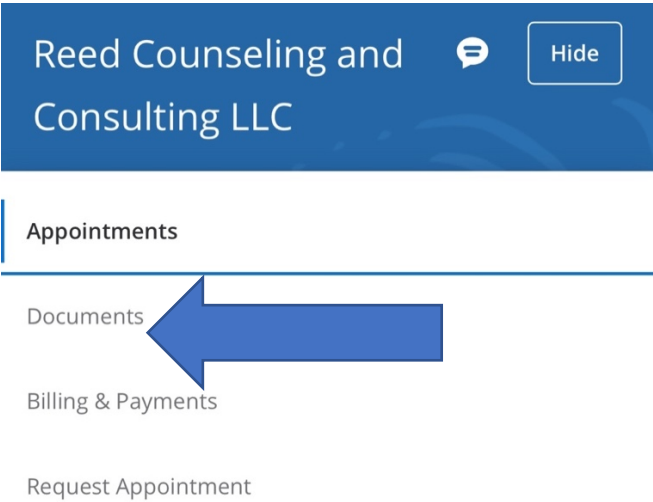 Reed Counseling and
Hide
Consulting LLC
Appointments
Documents
Billing & Payments
Request Appointment